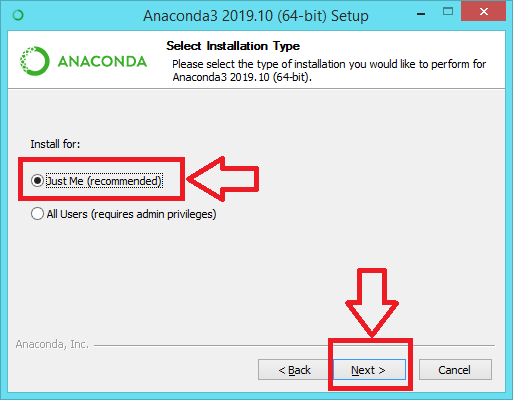 Anaconda3 2019.10 (64-bit) Setup
ANACONDA
Select Installation Type
Please select the type of installation you would like to perform for
Anaconda3 2019.10 (64-bit).
Install for:
Just Me (recommended)
All Users (requires admin privileges)
Anaconda, Inc.
< Back
Next >
Cancel